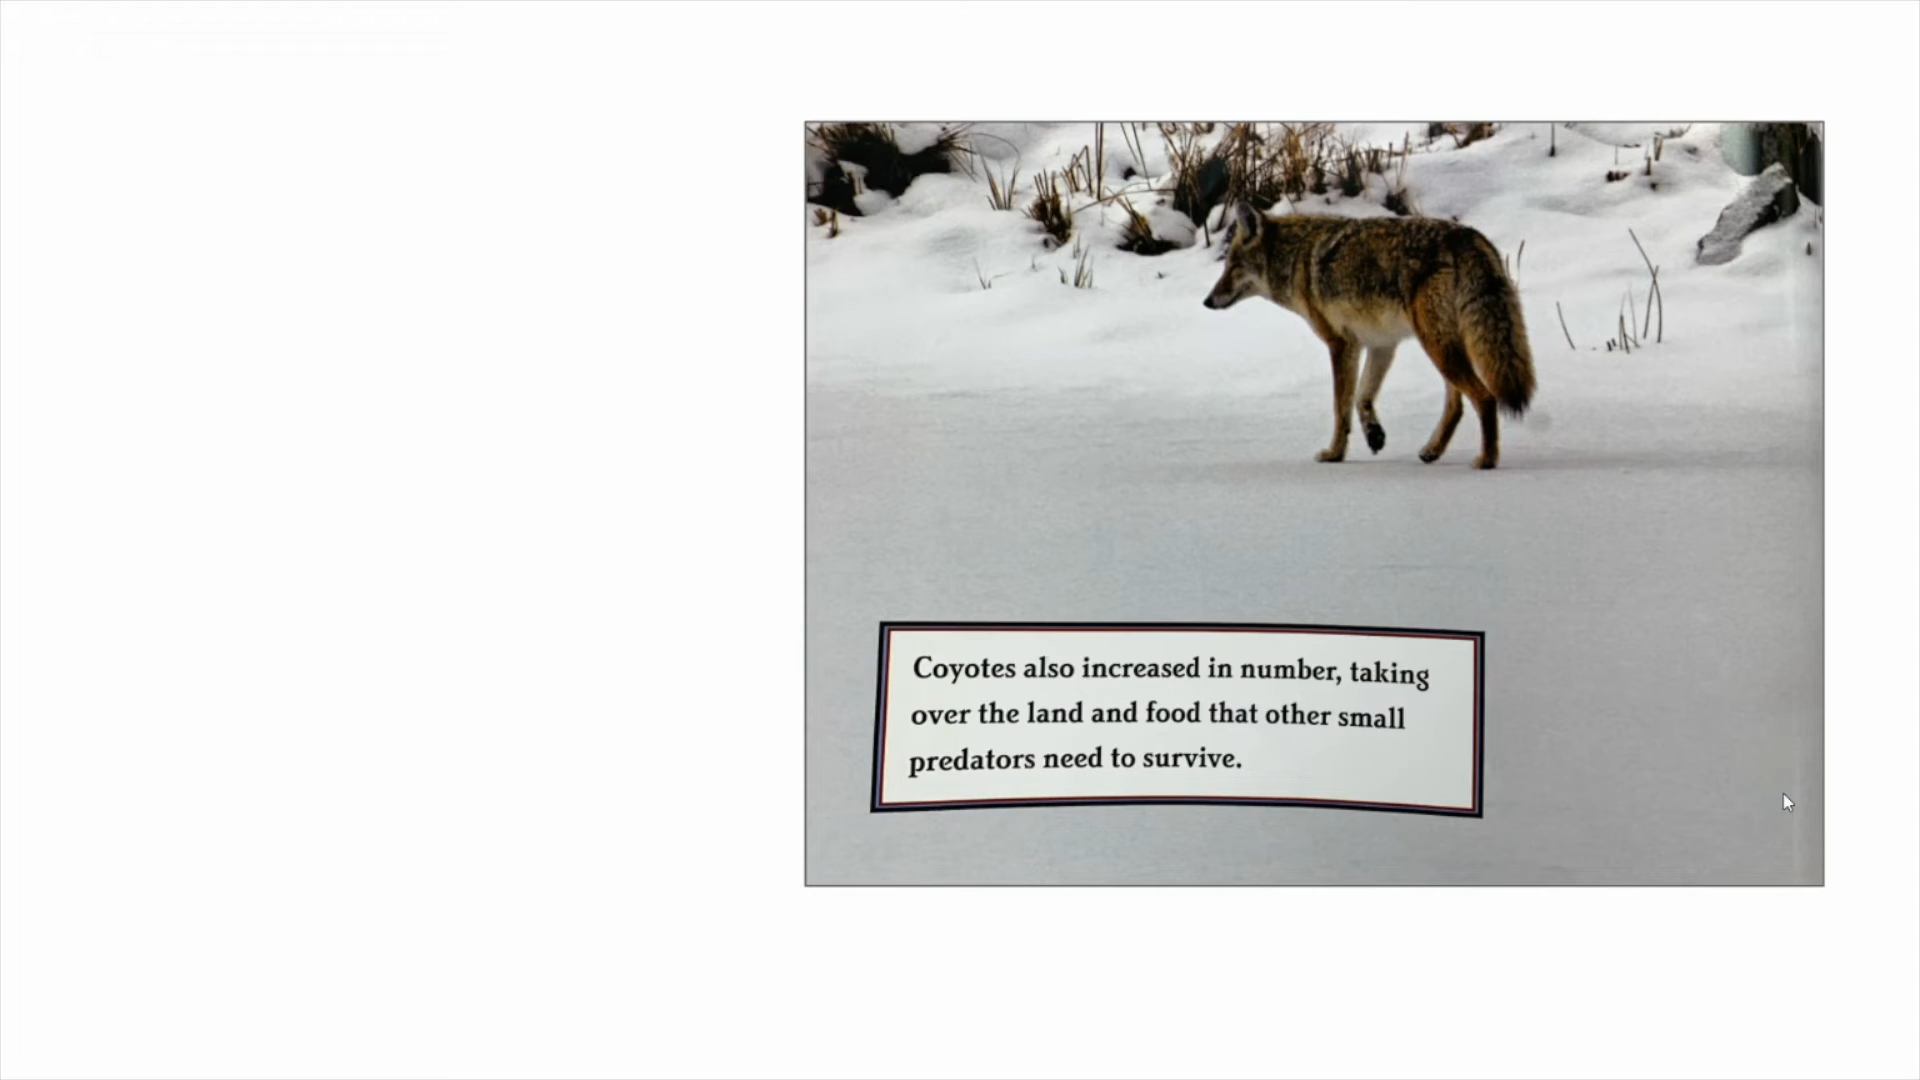 Coyotes also increased in number, taking
over the land and food that other small
predators need to survive.